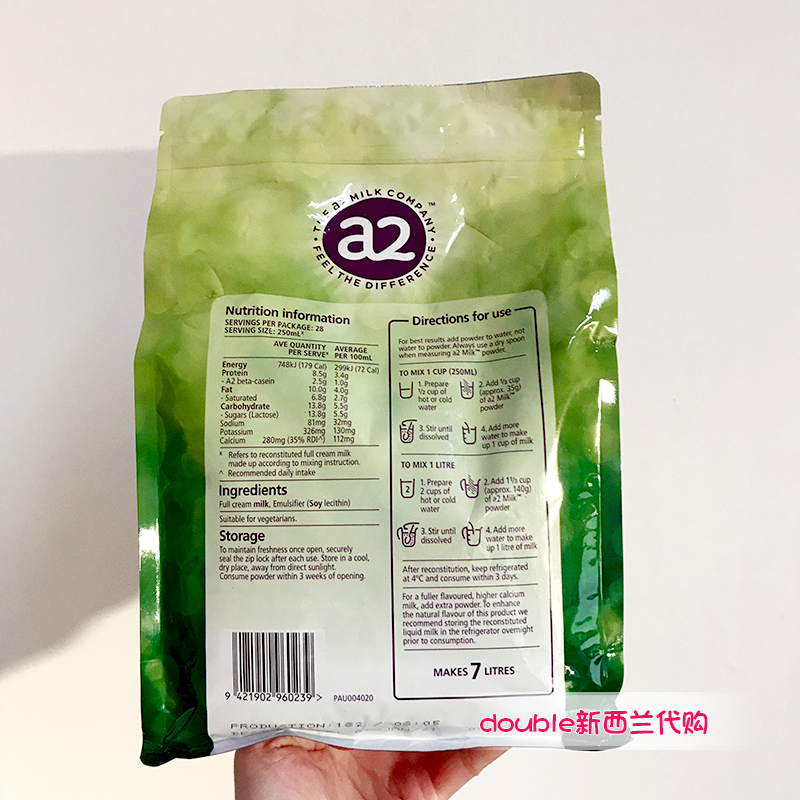 THE a2 MILK COMPANY™
a2
FEEL THE DIFFERENCE
Nutrition information
SERVINGS PER PACKAGE: 28
SERVING SIZE: 250mLˣ
AVE QUANTITY PER SERVEˣ AVERAGE PER 100mL
Energy 748kJ (179 Cal) 299kJ (72 Cal)
Protein 8.5g 3.4g
- A2 beta-casein 2.5g 1.0g
Fat 10.0g 4.0g
- Saturated 6.8g 2.7g
Carbohydrate 13.8g 5.5g
- Sugars (Lactose) 13.8g 5.5g
Sodium 81mg 32mg
Potassium 326mg 130mg
Calcium 280mg (35% RDI^) 112mg
ˣ Refers to reconstituted full cream milk
made up according to mixing instruction.
^ Recommended daily intake
Ingredients
Full cream milk, Emulsifier (Soy lecithin)
Suitable for vegetarians.
Storage
To maintain freshness once open, securely
seal the zip lock after each use. Store in a cool,
dry place, away from direct sunlight.
Consume powder within 3 weeks of opening.
9 421902 960239 >
PAU004020
Directions for use
For best results add powder to water, not
water to powder. Always use a dry spoon
when measuring a2 Milk™ powder.
TO MIX 1 CUP (250ML)
1. Prepare
½ cup of
hot or cold
water
2. Add ⅓ cup
(approx. 35g)
of a2 Milk™
powder
3. Stir until
dissolved
4. Add more
water to make
up 1 cup of milk
TO MIX 1 LITRE
2
1. Prepare
2 cups of
hot or cold
water
2. Add 1⅓ cup
(approx. 140g)
of a2 Milk™
powder
3. Stir until
dissolved
4. Add more
water to make
up 1 litre of milk
After reconstitution, keep refrigerated
at 4ºC and consume within 3 days.
For a fuller flavoured, higher calcium
milk, add extra powder. To enhance
the natural flavour of this product we
recommend storing the reconstituted
liquid milk in the refrigerator overnight
prior to consumption.
MAKES 7 LITRES
PRODUCTION:182 / 06:05
double新西兰代购